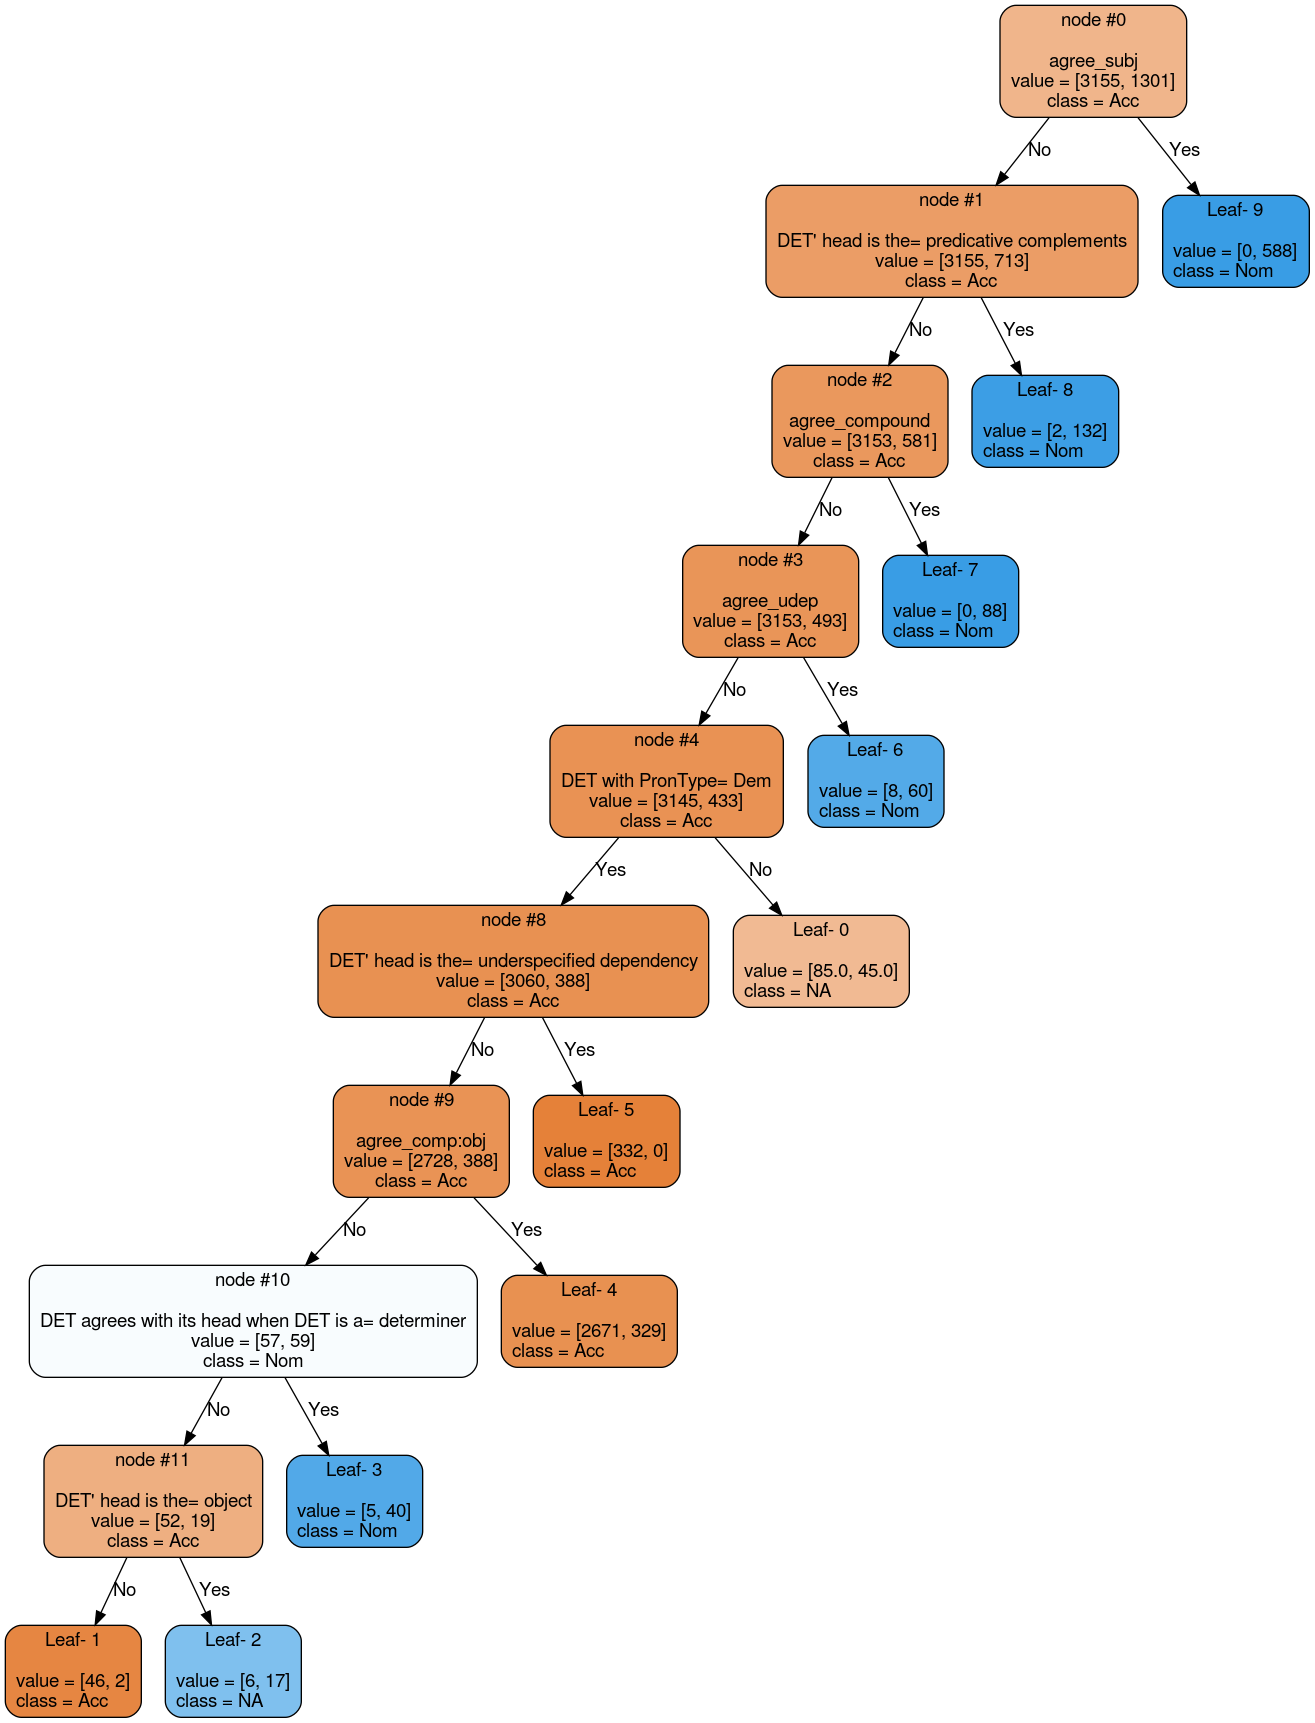 node #0
agree_subj
value = [3155, 1301]
class = Acc
No
Yes
node #1
DET' head is the= predicative complements
value = [3155, 713]
class = Acc
Leaf- 9
value = [0, 588]
class = Nom
No
Yes
node #2
agree_compound
value = [3153, 581]
class = Acc
Leaf- 8
value = [2, 132]
class = Nom
No
Yes
node #3
agree_udep
value = [3153, 493]
class = Acc
Leaf- 7
value = [0, 88]
class = Nom
No
Yes
node #4
DET with PronType= Dem
value = [3145, 433]
class = Acc
Leaf- 6
value = [8, 60]
class = Nom
Yes
No
node #8
DET' head is the= underspecified dependency
value = [3060, 388]
class = Acc
Leaf- 0
value = [85.0, 45.0]
class = NA
No
Yes
node #9
agree_comp:obj
value = [2728, 388]
class = Acc
Leaf- 5
value = [332, 0]
class = Acc
No
Yes
node #10
DET agrees with its head when DET is a= determiner
value = [57, 59]
class = Nom
Leaf- 4
value = [2671, 329]
class = Acc
No
Yes
node #11
DET' head is the= object
value = [52, 19]
class = Acc
Leaf- 3
value = [5, 40]
class = Nom
No
Yes
Leaf- 1
value = [46, 2]
class = Acc
Leaf- 2
value = [6, 17]
class = NA